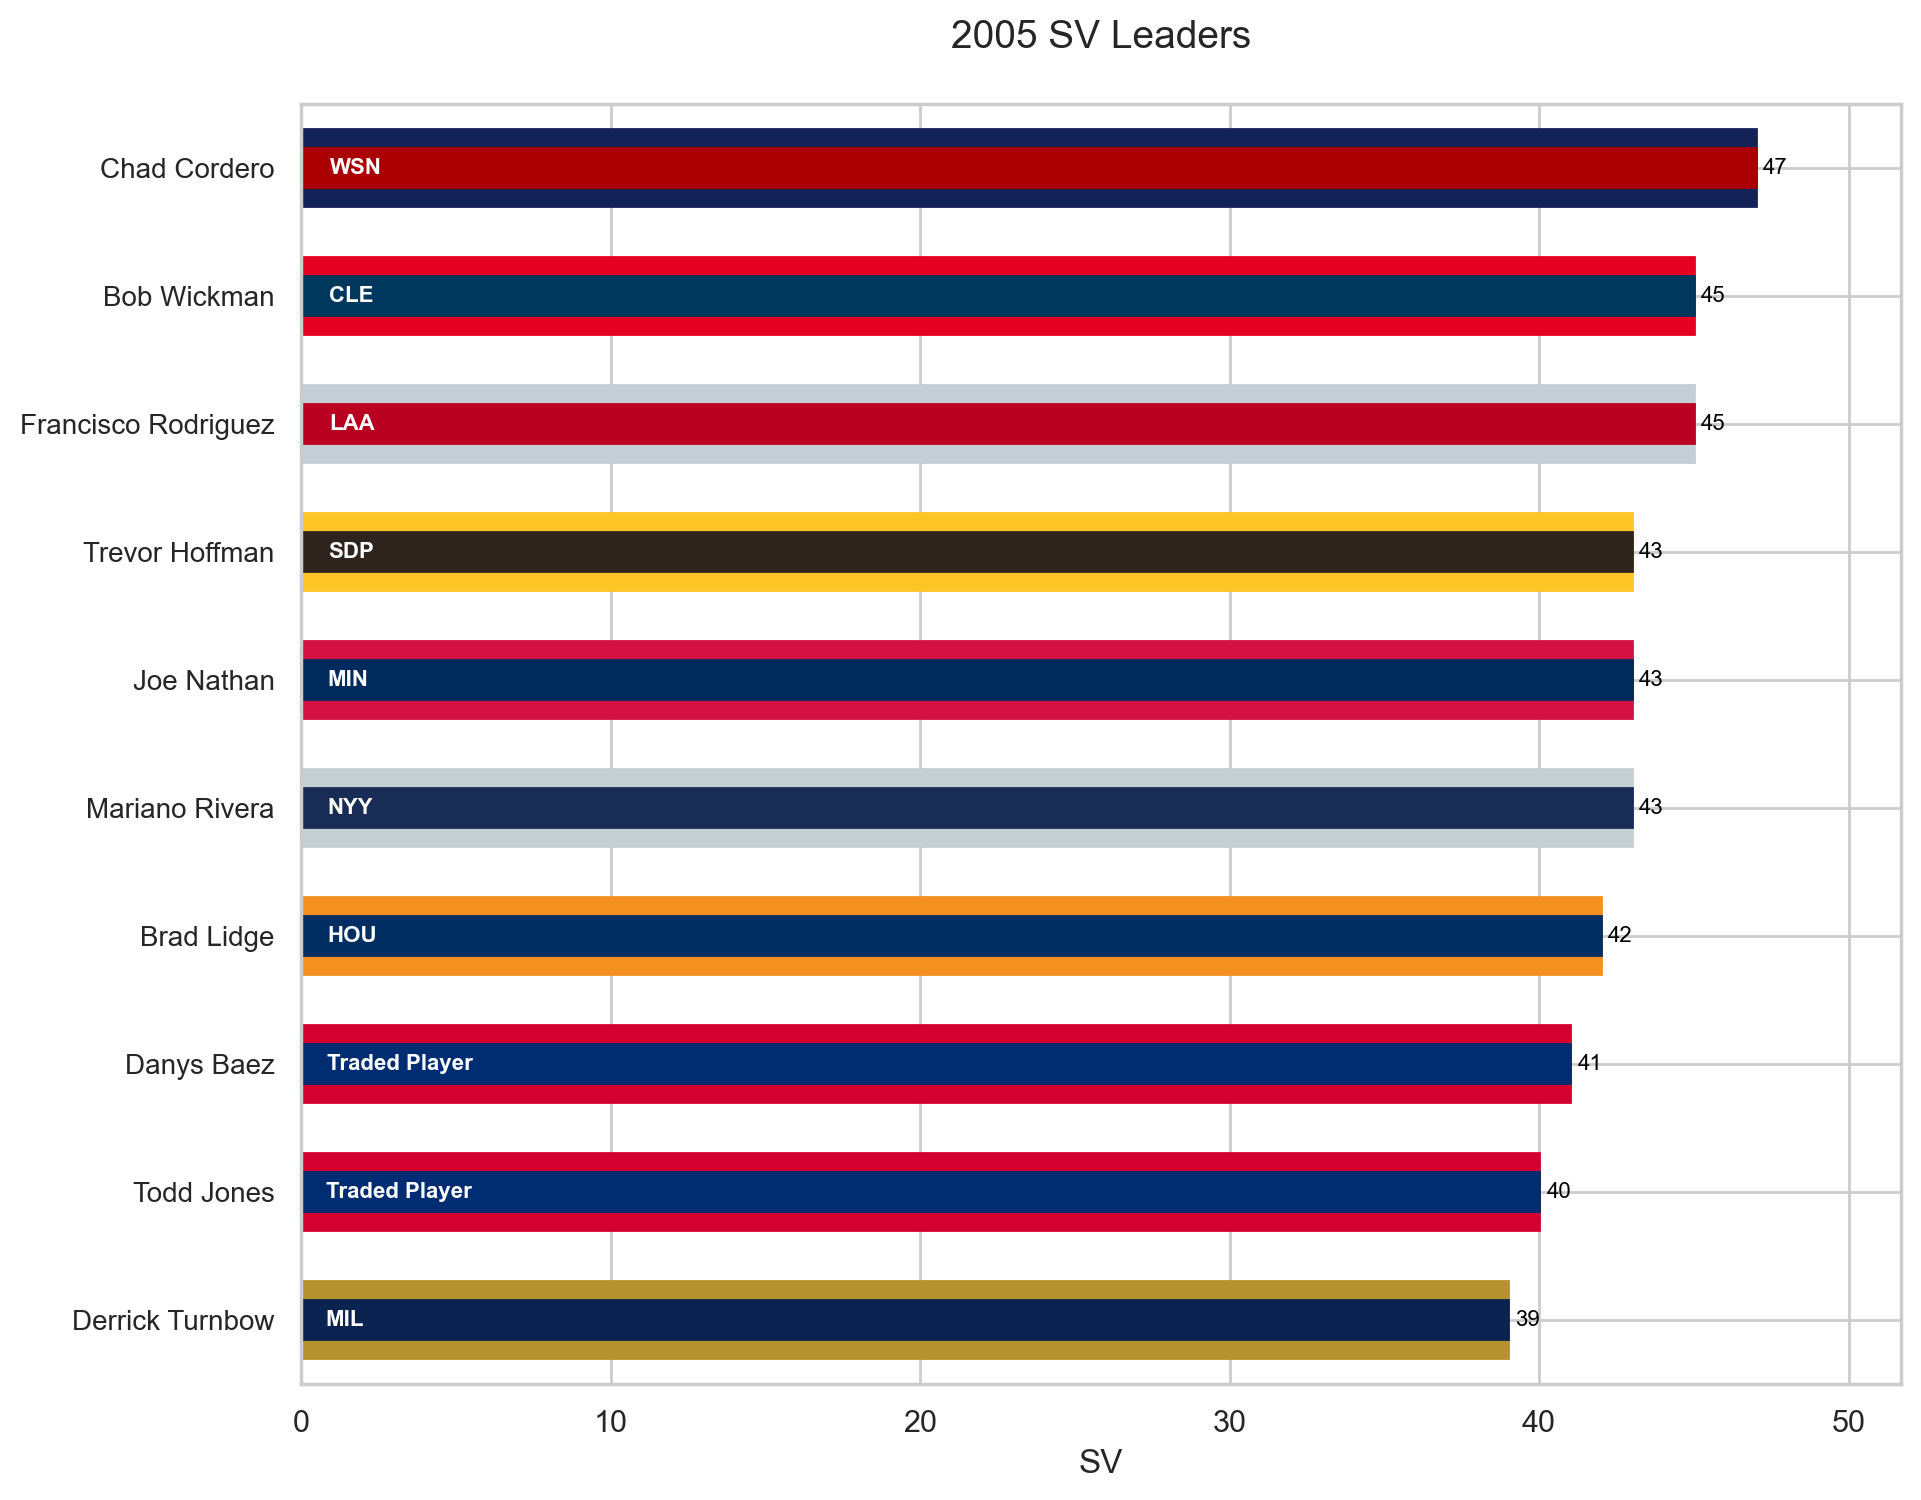 2005 SV Leaders
Chad Cordero
WSN
47
Bob Wickman
CLE
45
Francisco Rodriguez
LAA
45
Trevor Hoffman
SDP
43
Joe Nathan
MIN
43
Mariano Rivera
NYY
43
Brad Lidge
HOU
42
Danys Baez
Traded Player
41
Todd Jones
Traded Player
40
Derrick Turnbow
MIL
39
0 10 20 30 40 50
SV